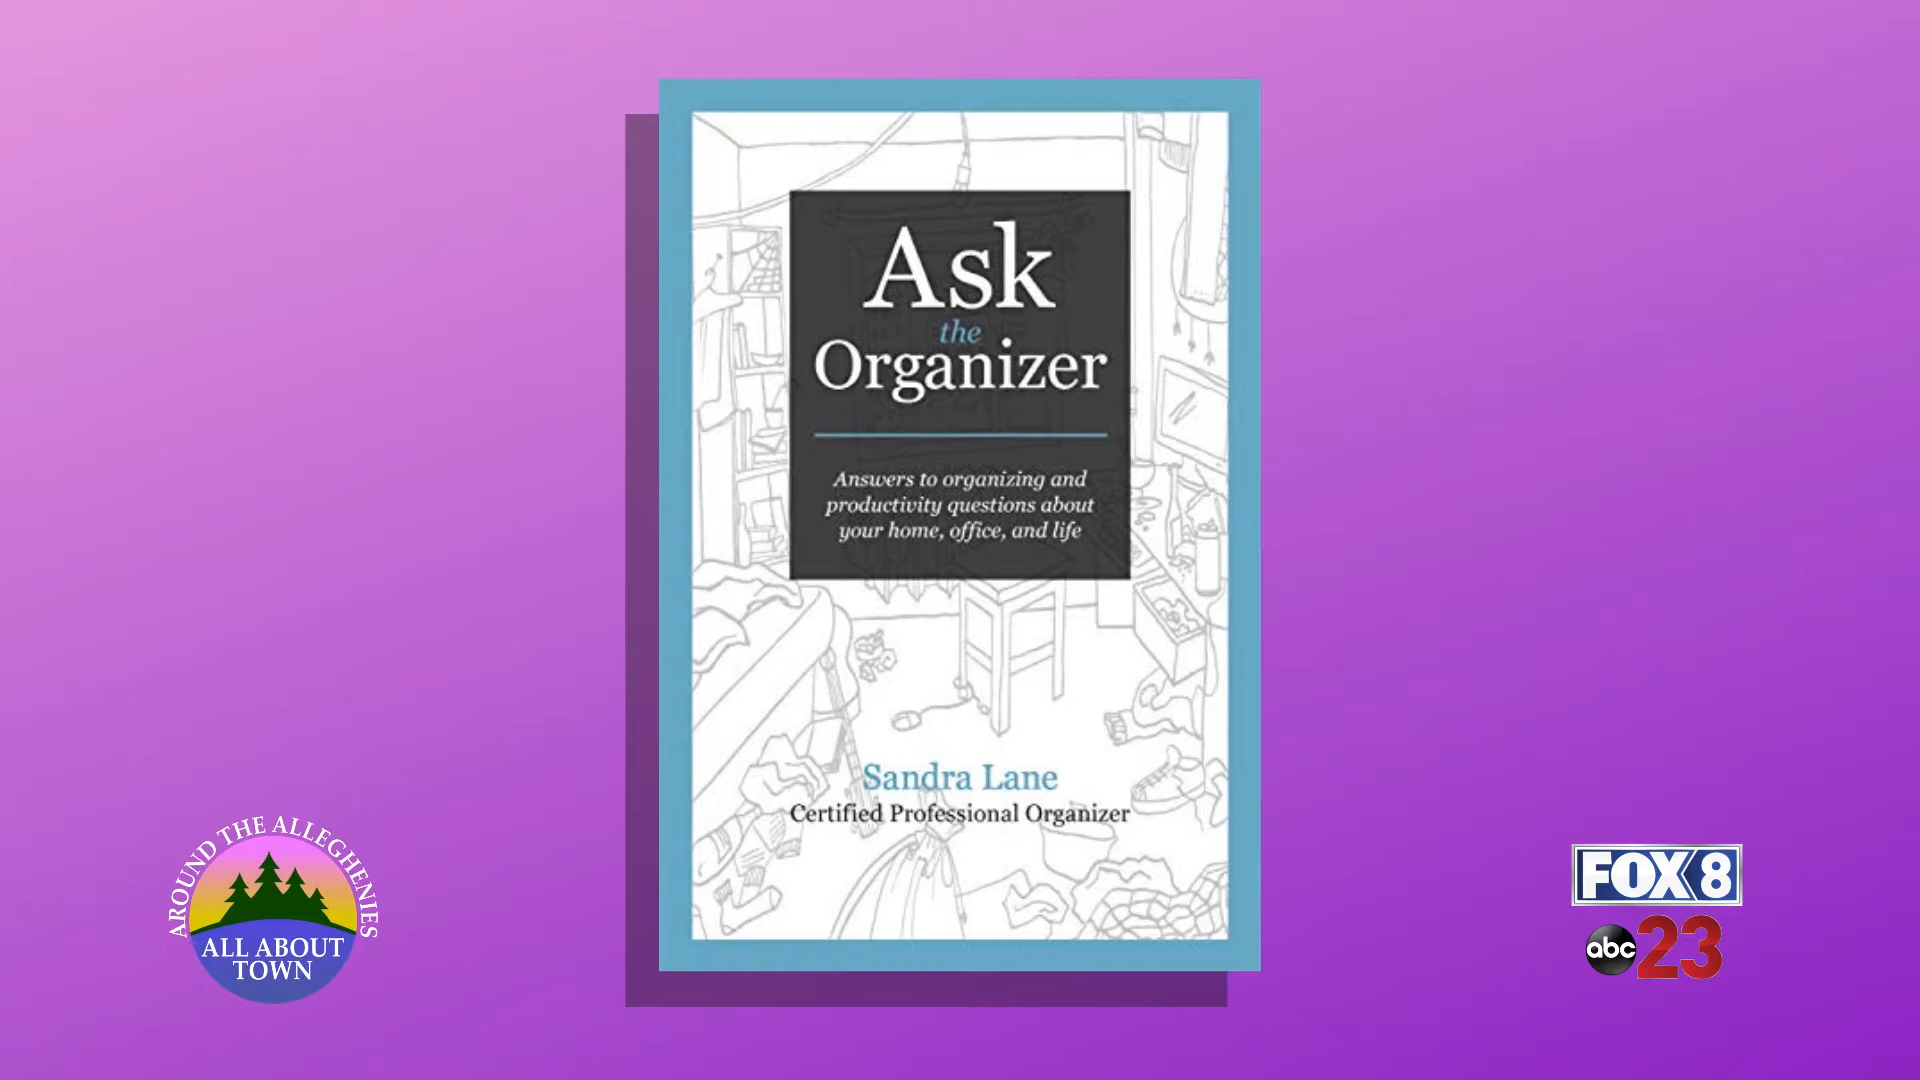 Ask
the
Organizer
Answers to organizing and
productivity questions about
your home, office, and life
Sandra Lane
Certified Professional Organizer
AROUND THE ALLEGHENIES
ALL ABOUT
TOWN
FOX 8
abc 23